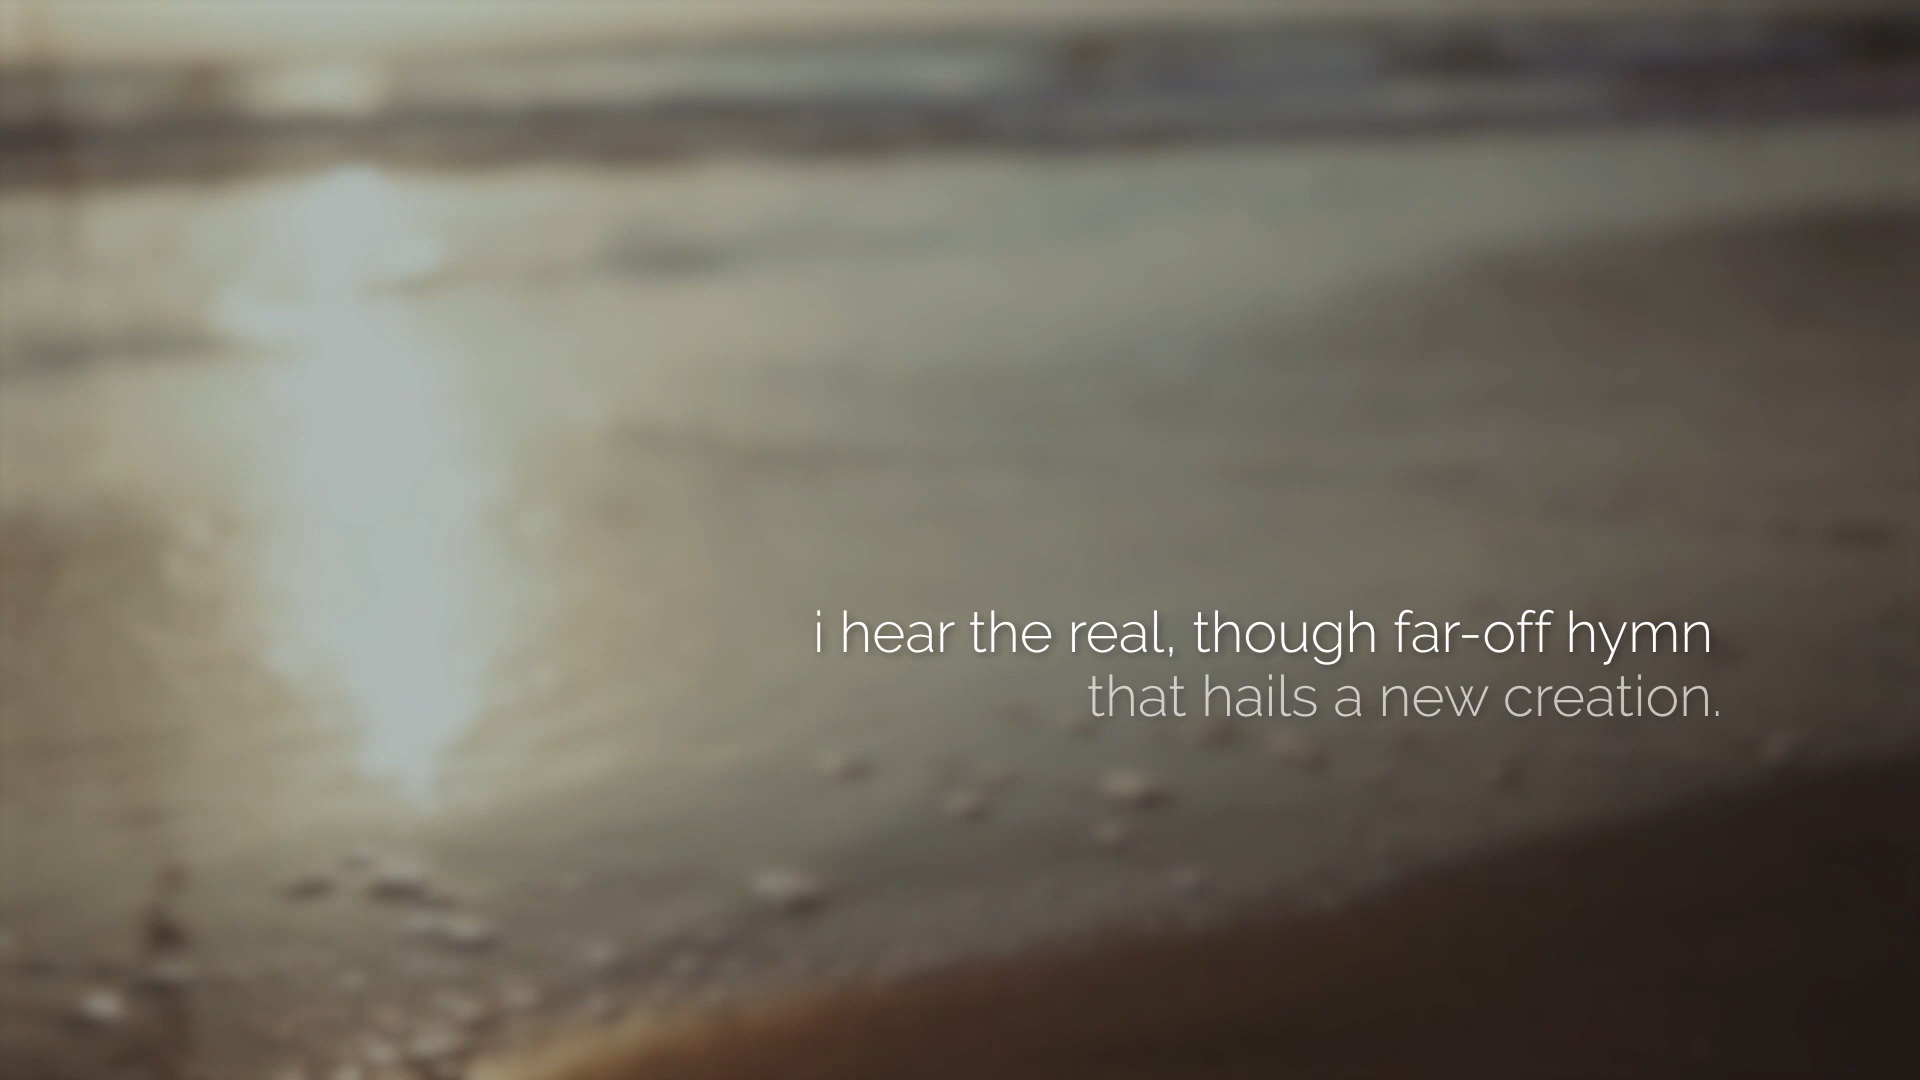 i hear the real, though far-off hymn
that hails a new creation.